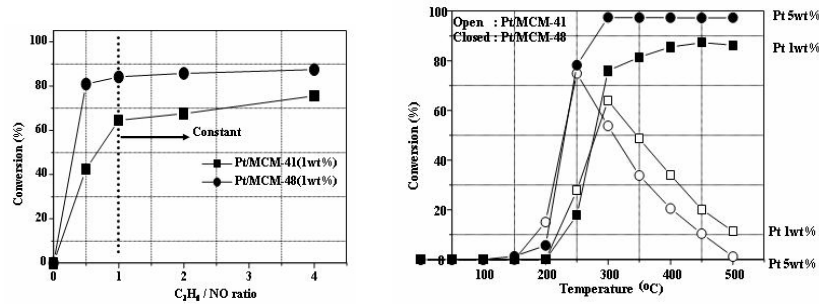 100
80
60
40
20
0
Conversion (%)
Constant
Pt/MCM-41(1wt%)
Pt/MCM-48(1wt%)
0 1 2 3 4
C₃H₆ / NO ratio
100
80
60
40
20
0
Conversion (%)
Open : Pt/MCM-41
Closed : Pt/MCM-48
Pt 5wt%
Pt 1wt%
Pt 1wt%
Pt 5wt%
100 200 300 400 500
Temperature (°C)